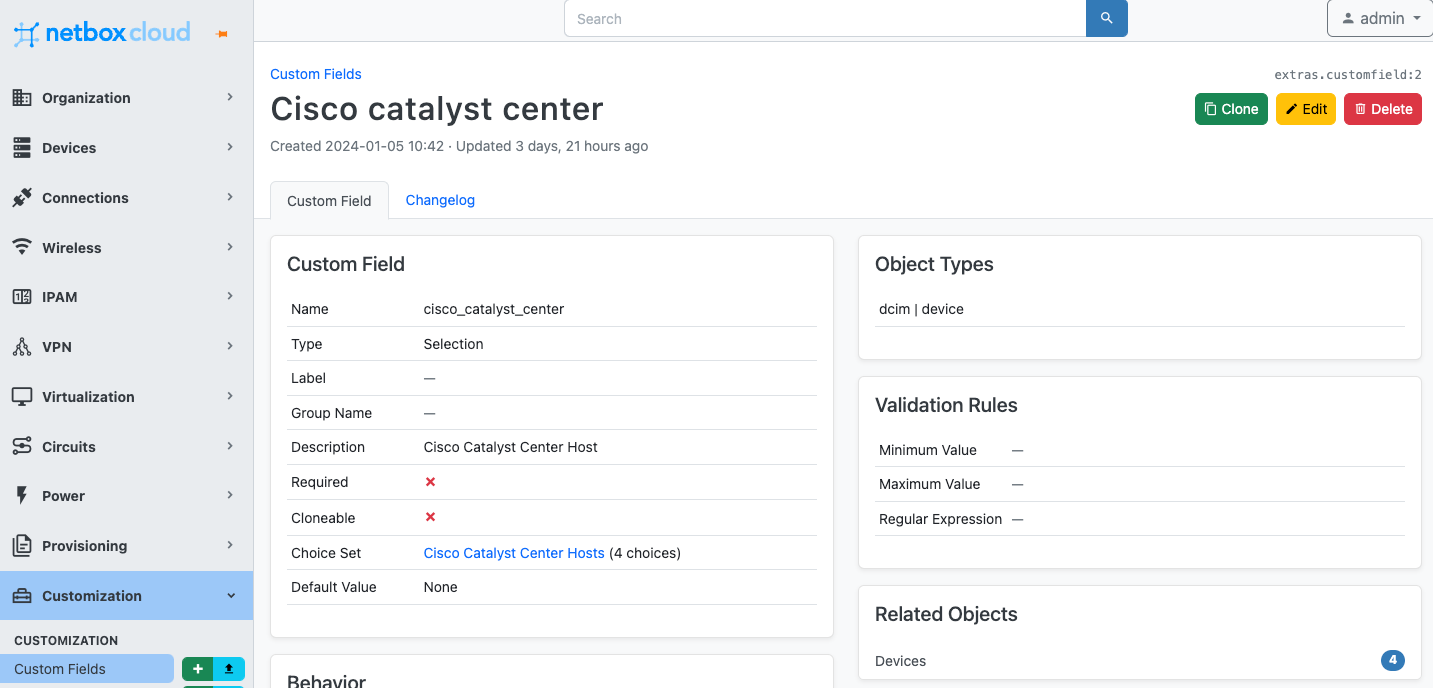 netbox cloud
Search
admin
Organization
Devices
Connections
Wireless
IPAM
VPN
Virtualization
Circuits
Power
Provisioning
Customization
CUSTOMIZATION
Custom Fields
Custom Fields
extras.customfield:2
Cisco catalyst center
Clone
Edit
Delete
Created 2024-01-05 10:42 · Updated 3 days, 21 hours ago
Custom Field
Changelog
Custom Field
Name cisco_catalyst_center
Type Selection
Label —
Group Name —
Description Cisco Catalyst Center Host
Required
Cloneable
Choice Set Cisco Catalyst Center Hosts (4 choices)
Default Value None
Behavior
Object Types
dcim | device
Validation Rules
Minimum Value —
Maximum Value —
Regular Expression —
Related Objects
Devices 4